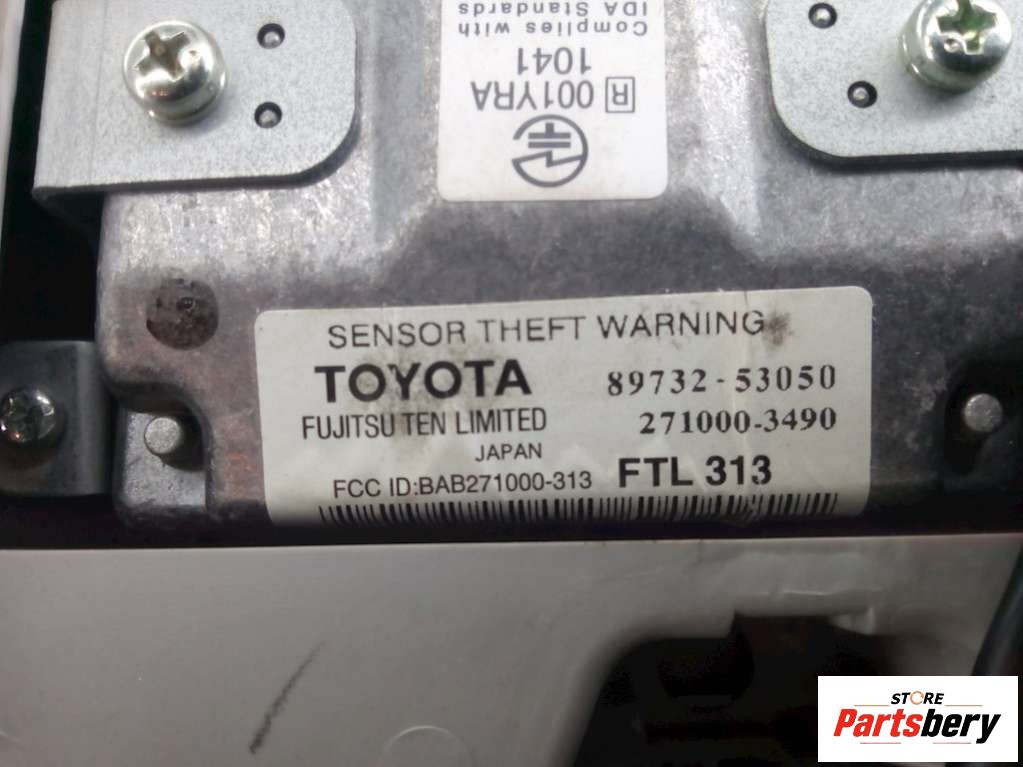 Complies with
IDA Standards
R 001YRA
1041
SENSOR THEFT WARNING
TOYOTA 89732-53050
FUJITSU TEN LIMITED 271000-3490
JAPAN
FCC ID:BAB271000-313 FTL 313
STORE
Partsbery